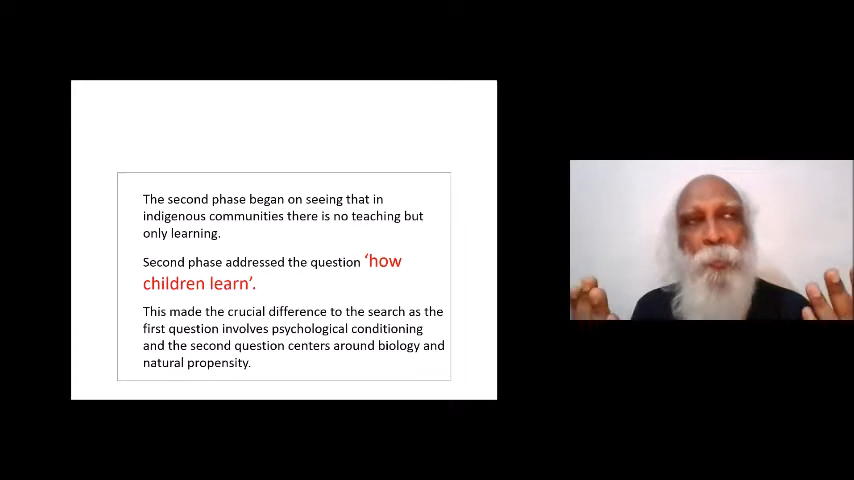 The second phase began on seeing that in
indigenous communities there is no teaching but
only learning.
Second phase addressed the question ‘how
children learn’.
This made the crucial difference to the search as the
first question involves psychological conditioning
and the second question centers around biology and
natural propensity.